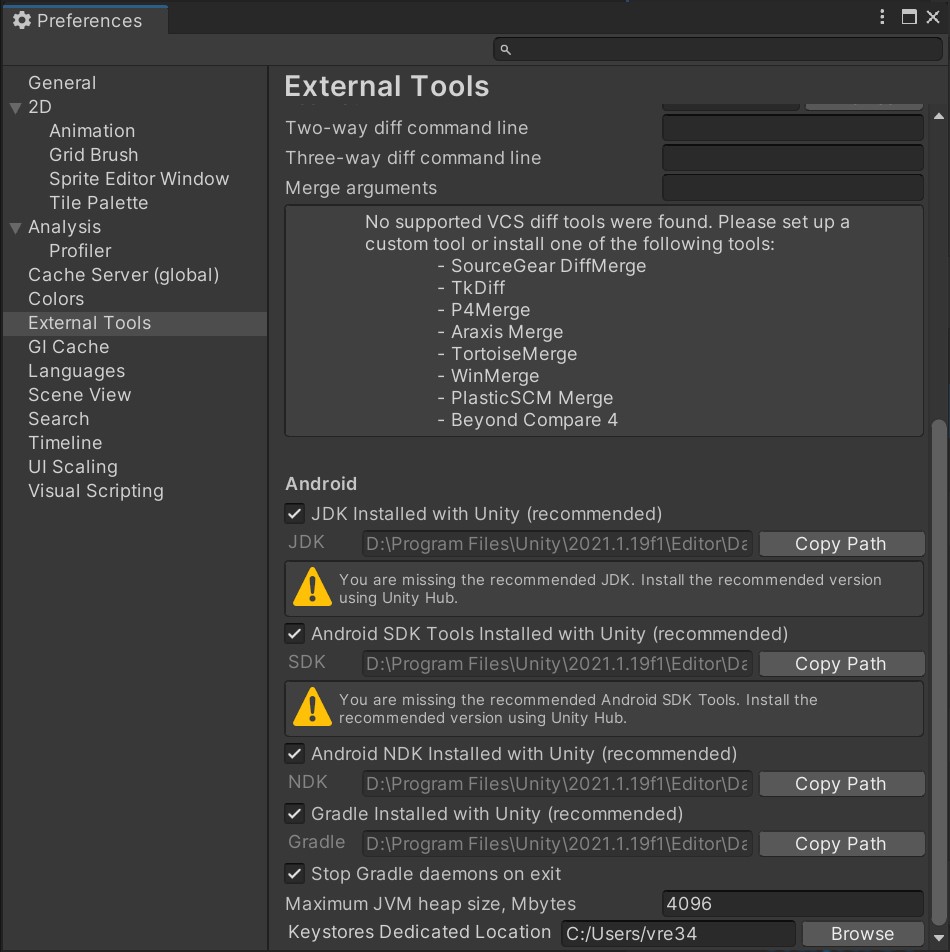 Preferences
General
2D
Animation
Grid Brush
Sprite Editor Window
Tile Palette
Analysis
Profiler
Cache Server (global)
Colors
External Tools
GI Cache
Languages
Scene View
Search
Timeline
UI Scaling
Visual Scripting
External Tools
Two-way diff command line
Three-way diff command line
Merge arguments
No supported VCS diff tools were found. Please set up a
custom tool or install one of the following tools:
- SourceGear DiffMerge
- TkDiff
- P4Merge
- Araxis Merge
- TortoiseMerge
- WinMerge
- PlasticSCM Merge
- Beyond Compare 4
Android
JDK Installed with Unity (recommended)
JDK D:\Program Files\Unity\2021.1.19f1\Editor\Da Copy Path
You are missing the recommended JDK. Install the recommended version
using Unity Hub.
Android SDK Tools Installed with Unity (recommended)
SDK D:\Program Files\Unity\2021.1.19f1\Editor\Da Copy Path
You are missing the recommended Android SDK Tools. Install the
recommended version using Unity Hub.
Android NDK Installed with Unity (recommended)
NDK D:\Program Files\Unity\2021.1.19f1\Editor\Da Copy Path
Gradle Installed with Unity (recommended)
Gradle D:\Program Files\Unity\2021.1.19f1\Editor\Da Copy Path
Stop Gradle daemons on exit
Maximum JVM heap size, Mbytes 4096
Keystores Dedicated Location C:/Users/vre34 Browse